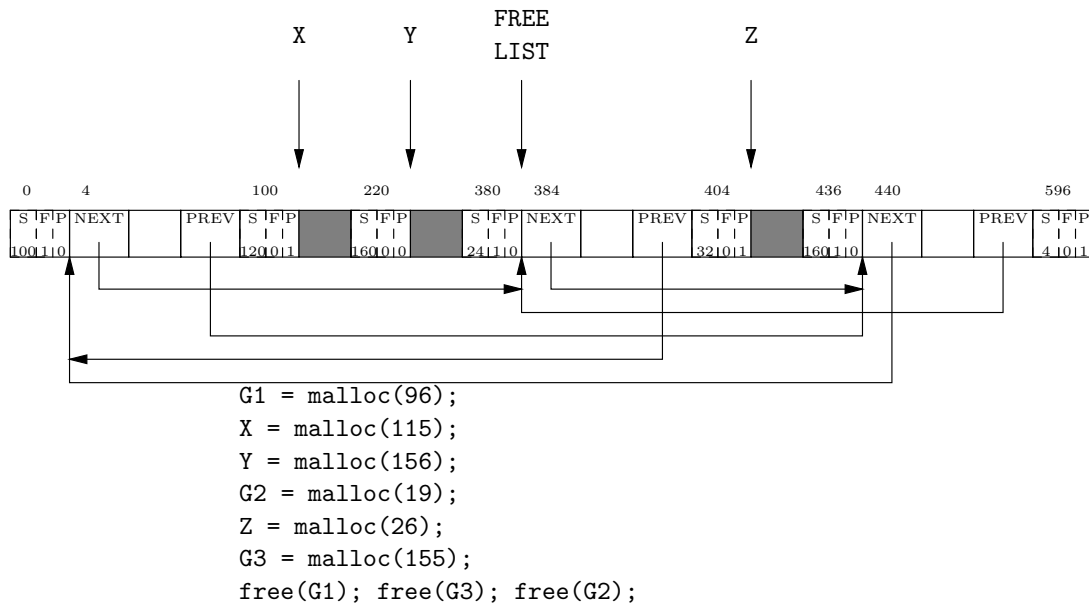 X Y FREE LIST Z
0 4 100 220 380 384 404 436 440 596
S F P NEXT PREV S F P S F P S F P NEXT PREV S F P S F P NEXT PREV S F P
100 1 0 120 0 1 160 0 0 24 1 0 32 0 1 160 1 0 4 0 1
G1 = malloc(96);
X = malloc(115);
Y = malloc(156);
G2 = malloc(19);
Z = malloc(26);
G3 = malloc(155);
free(G1); free(G3); free(G2);